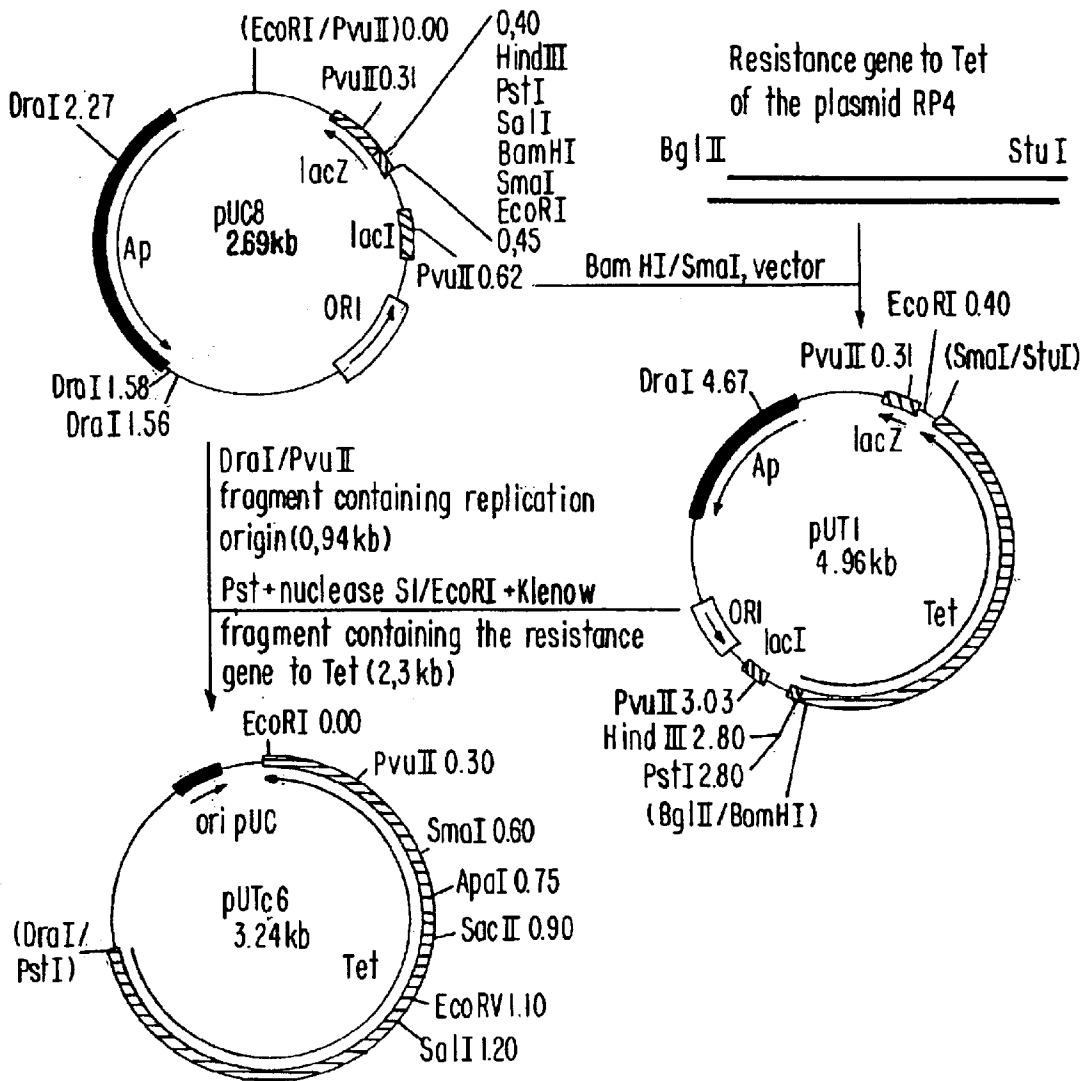 (EcoRI/PvuII)0.00
PvuII 0.31
0,40
HindIII
PstI
SalI
BamHI
SmaI
EcoRI
0,45
DraI 2.27
lacZ
pUC8
2.69kb
Ap
lacI
PvuII 0.62
ORI
DraI 1.58
DraI 1.56
Resistance gene to Tet
of the plasmid RP4
BglII
StuI
Bam HI/SmaI, vector
EcoRI 0.40
PvuII 0.31
(SmaI/StuI)
DraI 4.67
lacZ
Ap
pUT1
4.96kb
Tet
ORI
lacI
PvuII 3.03
Hind III 2.80
PstI 2.80
(BglII/BamHI)
DraI/PvuII
fragment containing replication
origin(0,94kb)
Pst+nuclease S1/EcoRI+Klenow
fragment containing the resistance
gene to Tet(2,3kb)
EcoRI 0.00
PvuII 0.30
ori pUC
SmaI 0.60
ApaI 0.75
pUTc6
3.24kb
SacII 0.90
(DraI/
PstI)
Tet
EcoRV 1.10
SalI 1.20